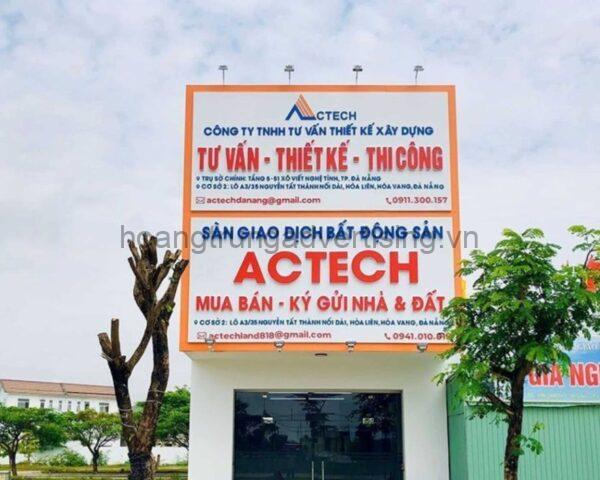 ACTECH
CÔNG TY TNHH TƯ VẤN THIẾT KẾ XÂY DỰNG
TƯ VẤN - THIẾT KẾ - THI CÔNG
TRỤ SỞ CHÍNH: TẦNG 5-51 XÔ VIẾT NGHỆ TĨNH, TP. ĐÀ NẴNG
CƠ SỞ 2: LÔ A3/35 NGUYỄN TẤT THÀNH NỐI DÀI, HÒA LIÊN, HÒA VANG, ĐÀ NẴNG
actechdanang@gmail.com 0911.300.157
SÀN GIAO DỊCH BẤT ĐỘNG SẢN
hoangtrungadvertising.vn
ACTECH
MUA BÁN - KÝ GỬI NHÀ & ĐẤT
CƠ SỞ 2: LÔ A3/35 NGUYỄN TẤT THÀNH NỐI DÀI, HÒA LIÊN, HÒA VANG, ĐÀ NẴNG
actechland818@gmail.com 0941.010.
GIA